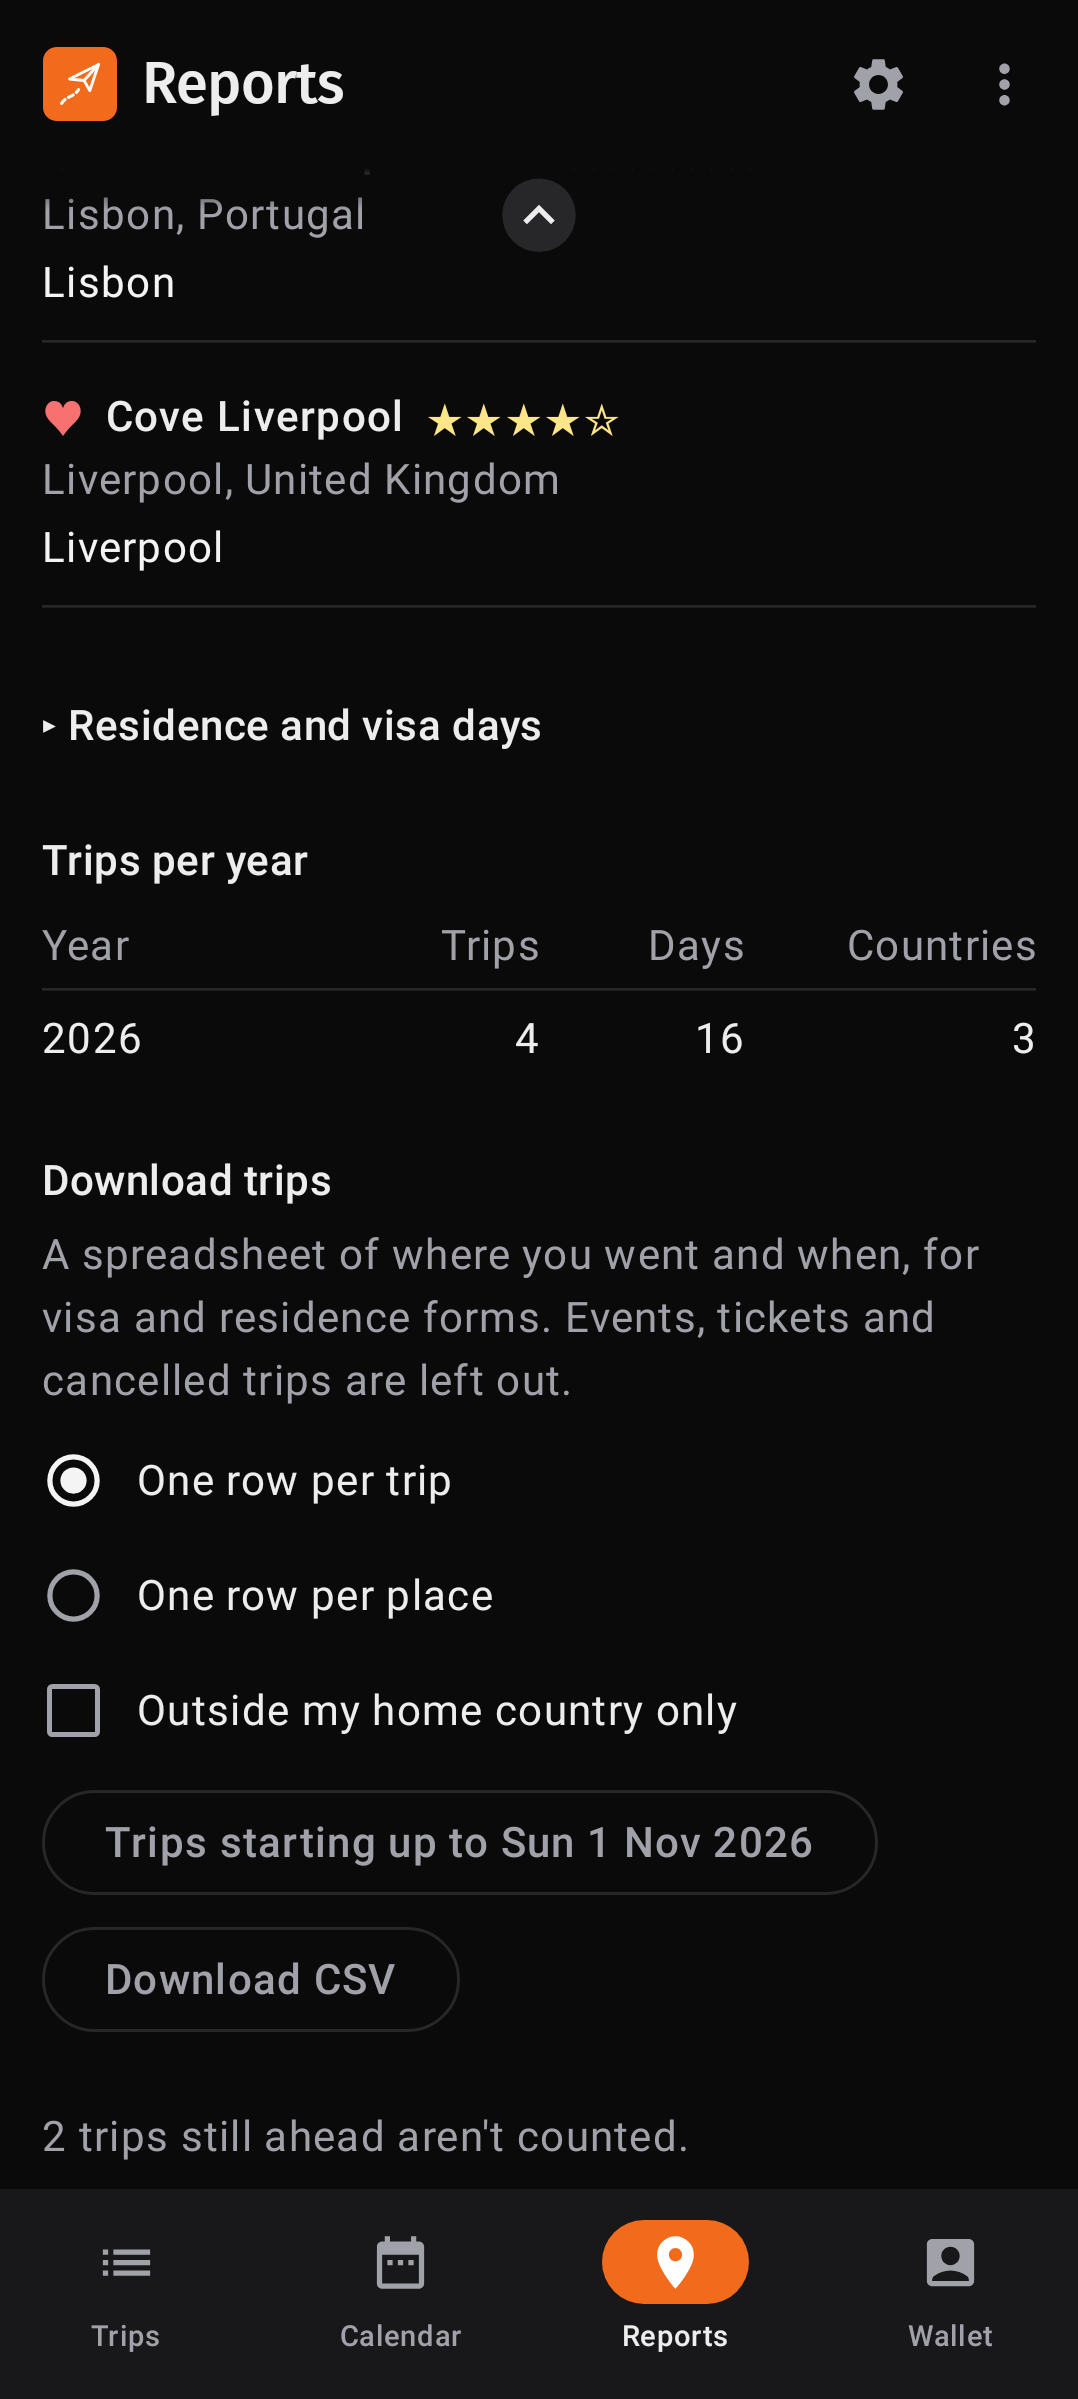 Reports
Lisbon, Portugal
Lisbon
♥ Cove Liverpool ★★★★☆
Liverpool, United Kingdom
Liverpool
▸ Residence and visa days
Trips per year
Year Trips Days Countries
2026 4 16 3
Download trips
A spreadsheet of where you went and when, for
visa and residence forms. Events, tickets and
cancelled trips are left out.
One row per trip
One row per place
Outside my home country only
Trips starting up to Sun 1 Nov 2026
Download CSV
2 trips still ahead aren't counted.
Trips Calendar Reports Wallet